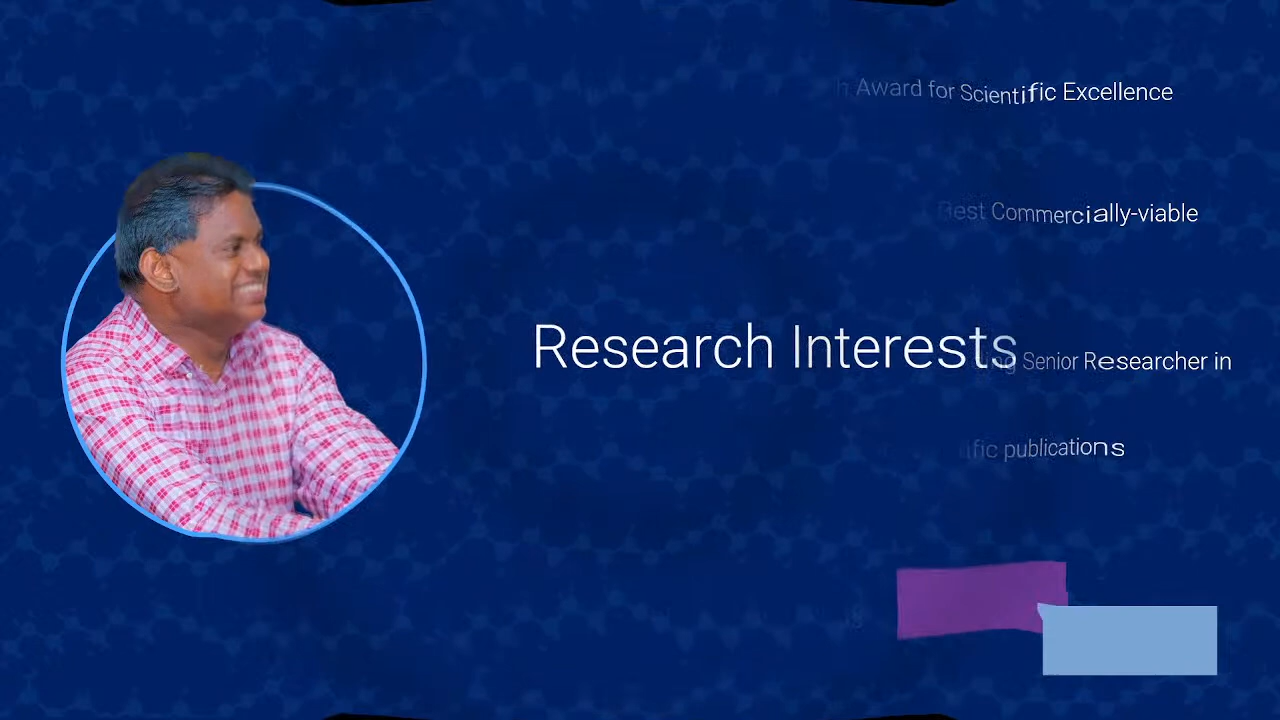 Award for Scientific Excellence
Best Commercially-viable
Research Interests
Senior Researcher in
publications